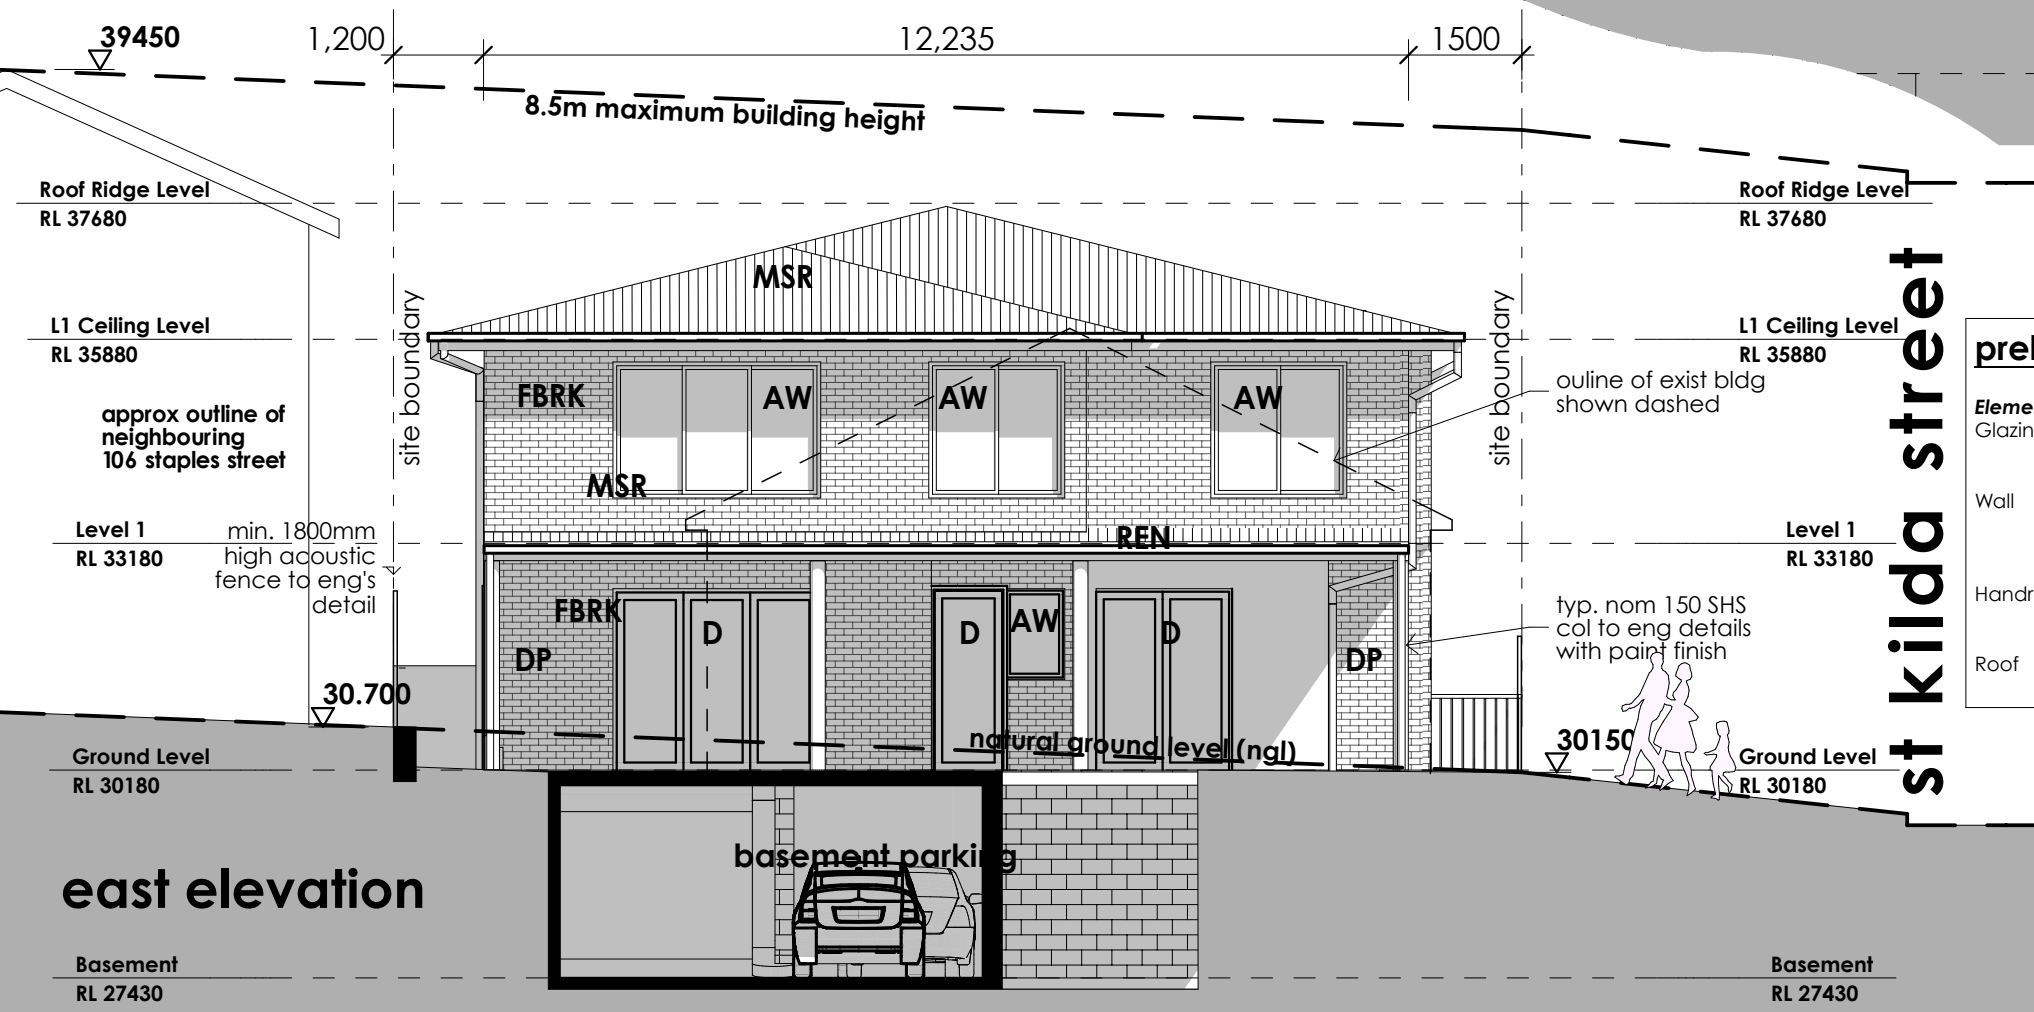 39450
1,200
12,235
1500
8.5m maximum building height
Roof Ridge Level
RL 37680
Roof Ridge Level
RL 37680
MSR
L1 Ceiling Level
RL 35880
L1 Ceiling Level
RL 35880
site boundary
site boundary
ouline of exist bldg
shown dashed
approx outline of
neighbouring
106 staples street
FBRK
AW
AW
AW
MSR
Level 1
RL 33180
min. 1800mm
high acoustic
fence to eng's
detail
REN
Level 1
RL 33180
FBRK
D
D
AW
D
DP
DP
typ. nom 150 SHS
col to eng details
with paint finish
30.700
natural ground level (ngl)
30150
Ground Level
RL 30180
Ground Level
RL 30180
basement parking
east elevation
Basement
RL 27430
Basement
RL 27430
st kilda street
Wall
Roof